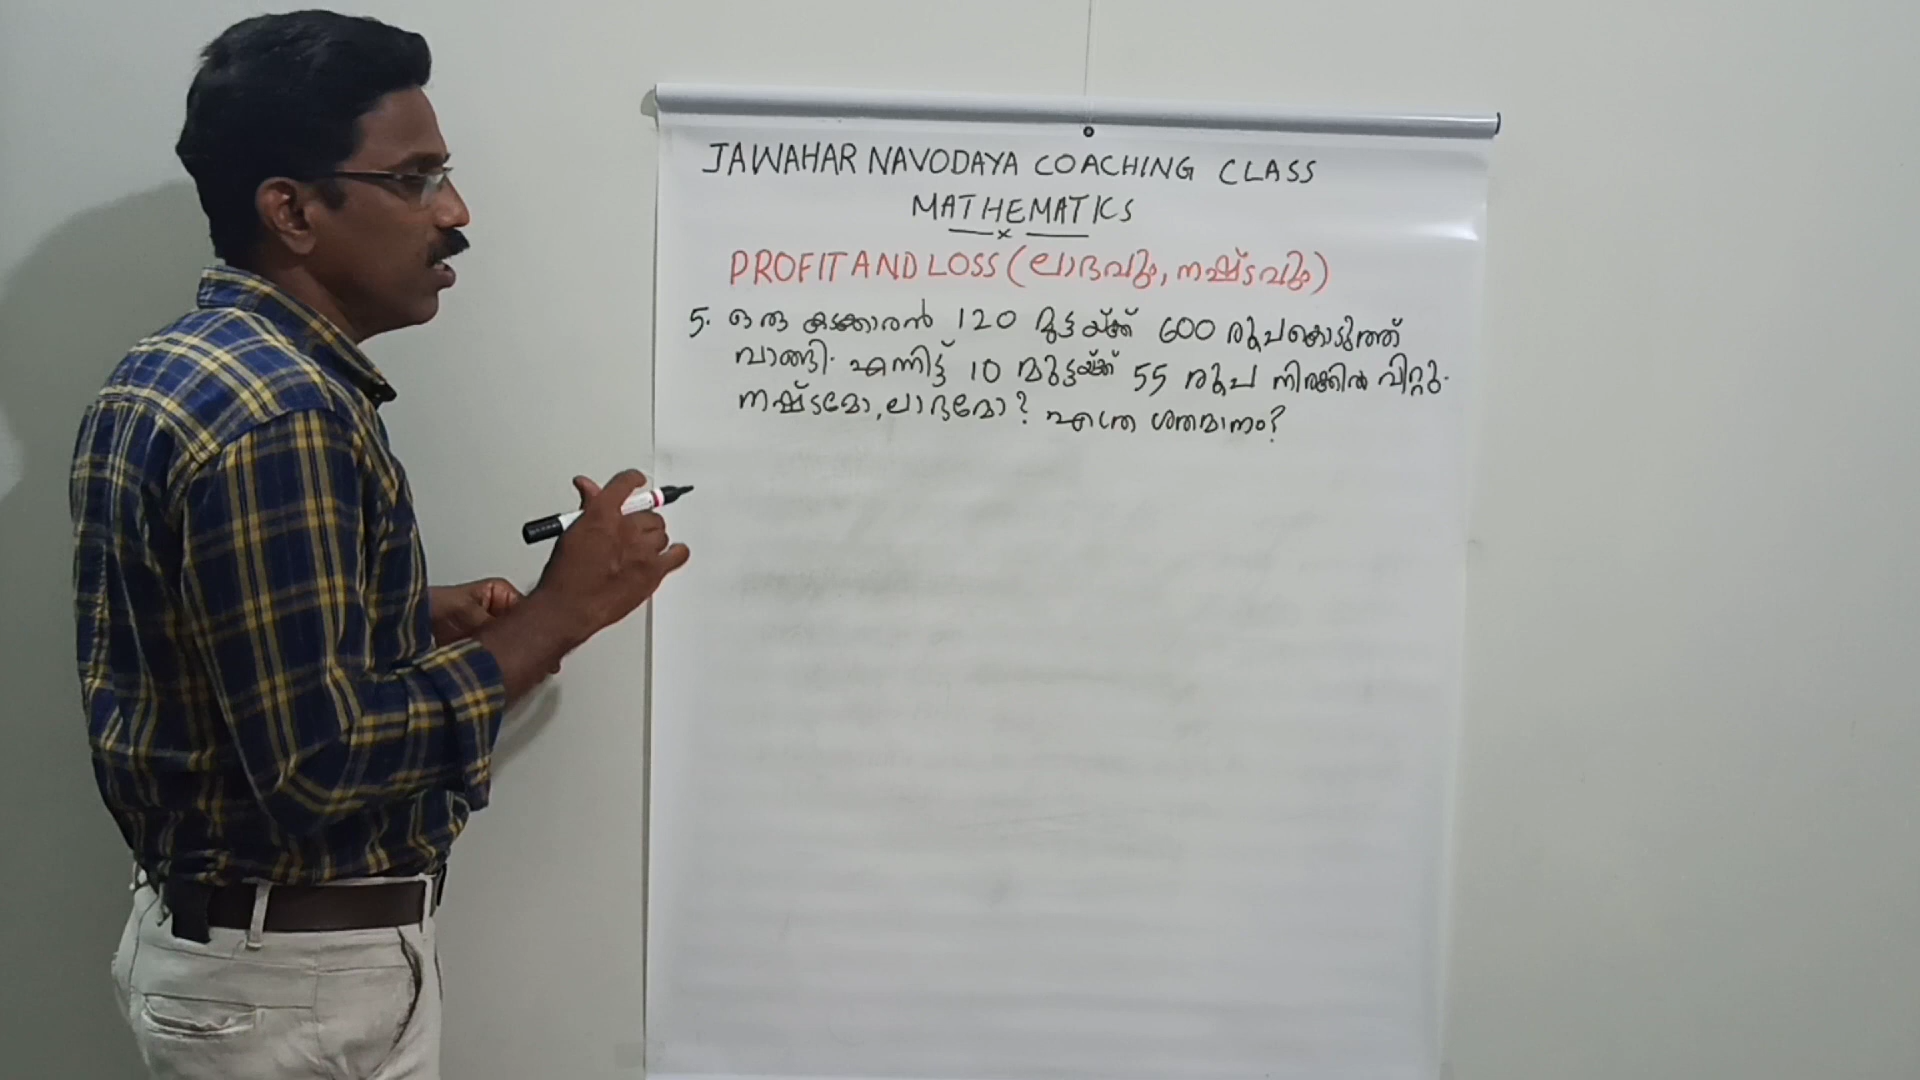 JAWAHAR NAVODAYA COACHING CLASS
MATHEMATICS
PROFIT AND LOSS (ലാഭവും, നഷ്ടവും)
5. ഒരു കടക്കാരൻ 120 മുട്ടയ്ക്ക് 600 രൂപകൊടുത്ത്
വാങ്ങി. എന്നിട്ട് 10 മുട്ടയ്ക്ക് 55 രൂപ നിരക്കിൽ വിറ്റു.
നഷ്ടമോ, ലാഭമോ? എത്ര ശതമാനം?